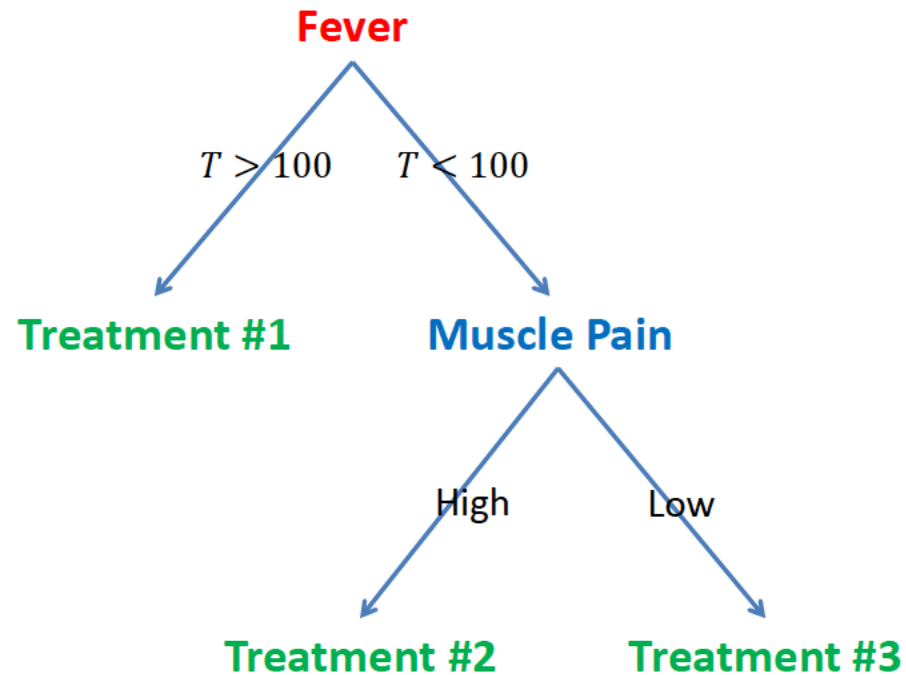 Fever
T > 100
T < 100
Treatment #1
Muscle Pain
High
Low
Treatment #2
Treatment #3